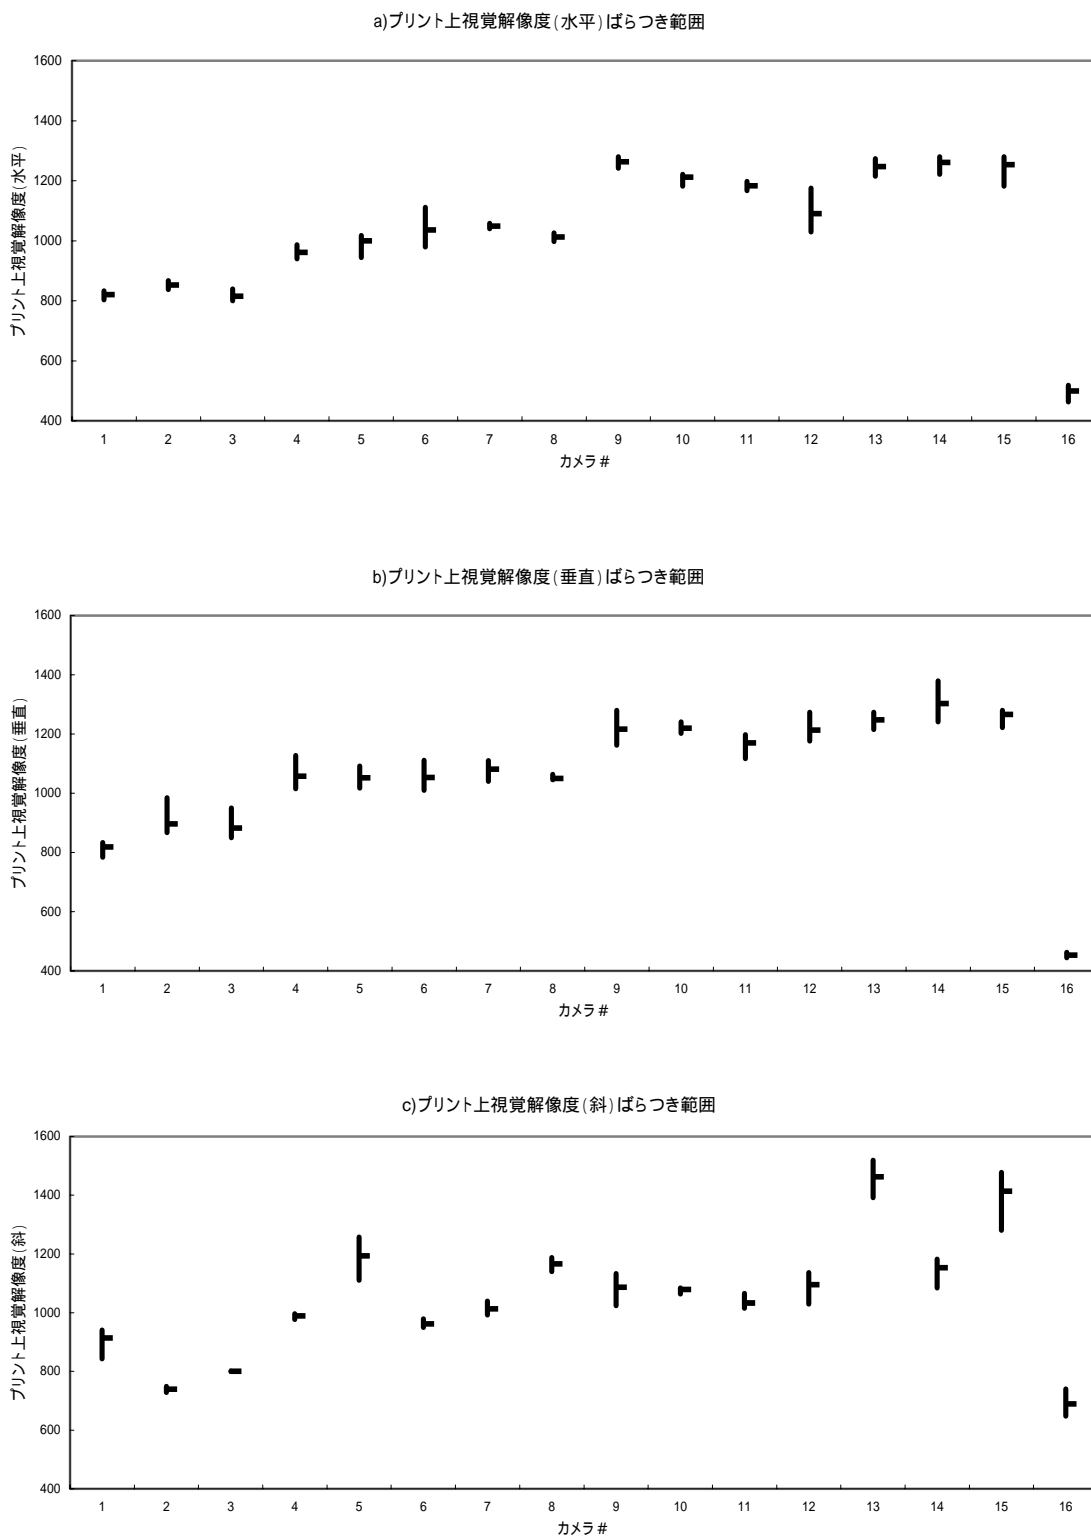 a)プリント上視覚解像度(水平)ばらつき範囲
プリント上視覚解像度(水平)
1600
1400
1200
1000
800
600
400
1 2 3 4 5 6 7 8 9 10 11 12 13 14 15 16
カメラ#
b)プリント上視覚解像度(垂直)ばらつき範囲
プリント上視覚解像度(垂直)
1600
1400
1200
1000
800
600
400
1 2 3 4 5 6 7 8 9 10 11 12 13 14 15 16
カメラ#
c)プリント上視覚解像度(斜)ばらつき範囲
プリント上視覚解像度(斜)
1600
1400
1200
1000
800
600
400
1 2 3 4 5 6 7 8 9 10 11 12 13 14 15 16
カメラ#